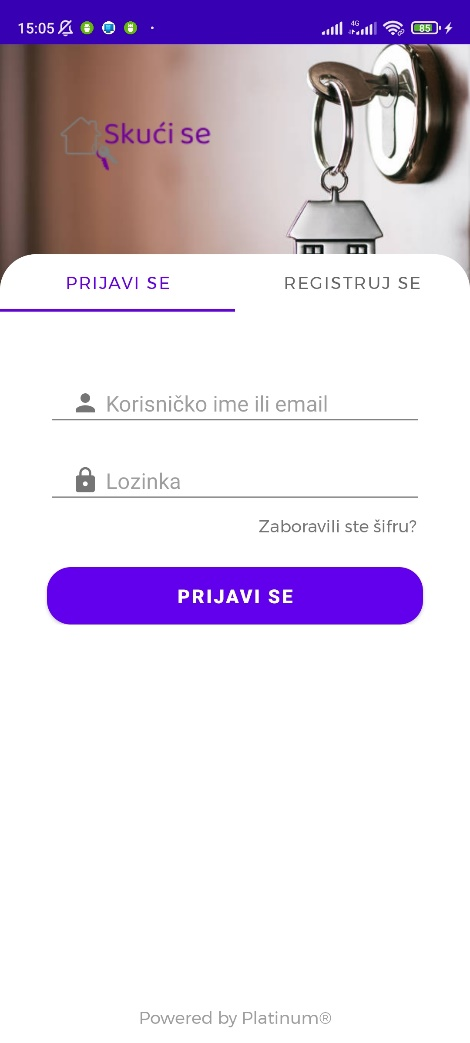 15:05
4G
85
Skući se
PRIJAVI SE
REGISTRUJ SE
Korisničko ime ili email
Lozinka
Zaboravili ste šifru?
PRIJAVI SE
Powered by Platinum®